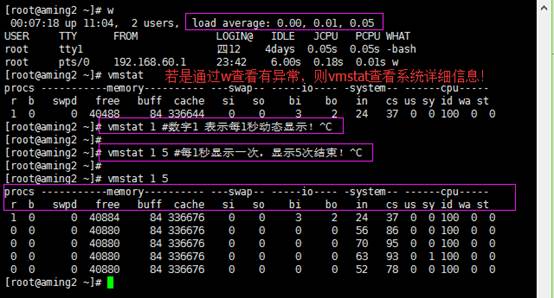 [root@aming2 ~]# w
00:07:18 up 11:04, 2 users, load average: 0.00, 0.01, 0.05
USER TTY FROM LOGIN@ IDLE JCPU PCPU WHAT
root tty1 四12 4days 0.05s 0.05s -bash
root pts/0 192.168.60.1 23:42 6.00s 0.18s 0.01s w
[root@aming2 ~]# vmstat 若是通过w查看有异常，则vmstat查看系统详细信息！
procs -----------memory---------- ---swap-- -----io---- -system-- ------cpu-----
r b swpd free buff cache si so bi bo in cs us sy id wa st
1 0 0 40488 84 336644 0 0 3 2 24 37 0 0 100 0 0
[root@aming2 ~]# vmstat 1 #数字1 表示每1秒动态显示！^C
[root@aming2 ~]#
[root@aming2 ~]# vmstat 1 5 #每1秒显示一次，显示5次结束！^C
[root@aming2 ~]#
[root@aming2 ~]# vmstat 1 5
procs -----------memory---------- ---swap-- -----io---- -system-- ------cpu-----
r b swpd free buff cache si so bi bo in cs us sy id wa st
1 0 0 40884 84 336676 0 0 3 2 24 37 0 0 100 0 0
0 0 0 40880 84 336676 0 0 0 0 56 86 0 0 100 0 0
0 0 0 40880 84 336676 0 0 0 0 70 95 0 0 100 0 0
0 0 0 40880 84 336676 0 0 0 0 63 93 0 1 100 0 0
0 0 0 40880 84 336676 0 0 0 0 52 78 0 0 100 0 0
[root@aming2 ~]#